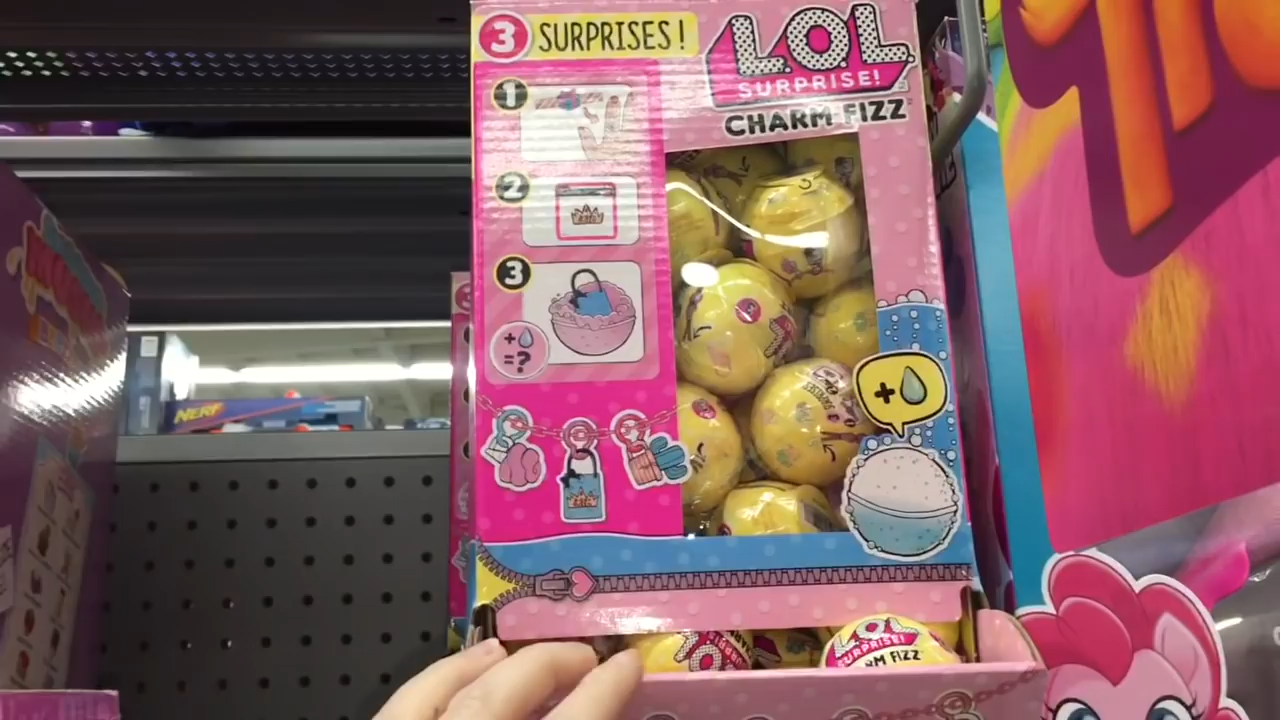 3 SURPRISES!
L.O.L.
SURPRISE!
CHARM FIZZ
1
2
3
+
=?
+
NERF
L.O.L.
SURPRISE!
RM FIZZ